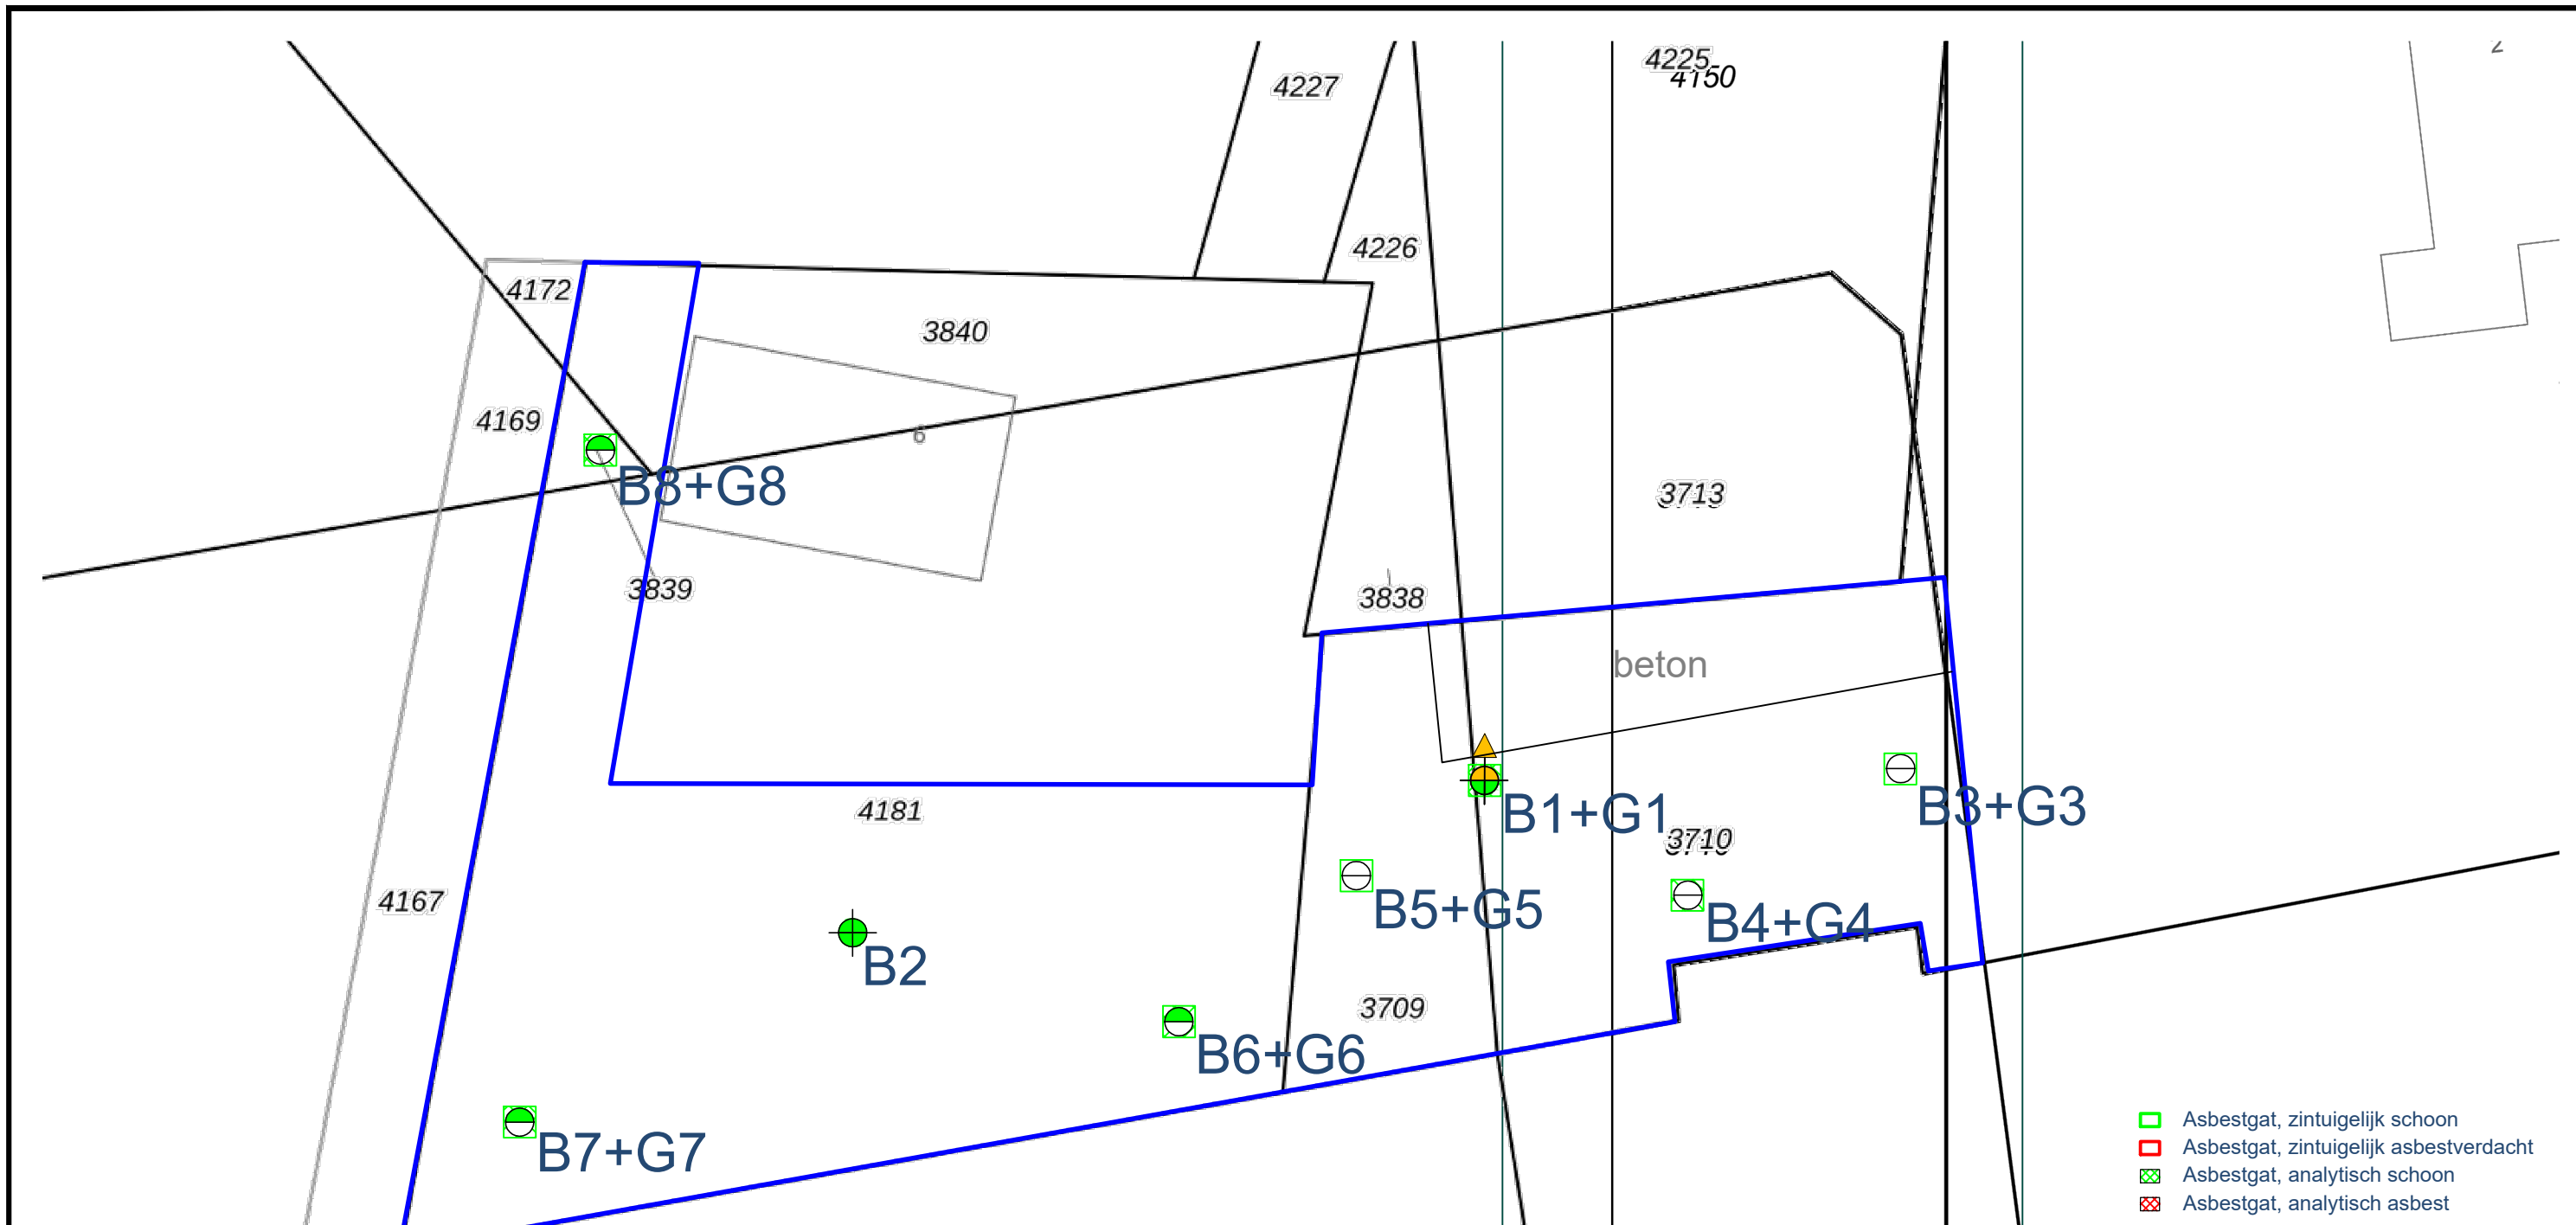 2
4225
4150
4227
4226
4172
3840
4169
6
B8+G8
3713
3839
3838
beton
B1+G1
B3+G3
4181
3710
4167
B5+G5
B4+G4
B2
3709
B6+G6
B7+G7
Asbestgat, zintuigelijk schoon
Asbestgat, zintuigelijk asbestverdacht
Asbestgat, analytisch schoon
Asbestgat, analytisch asbest